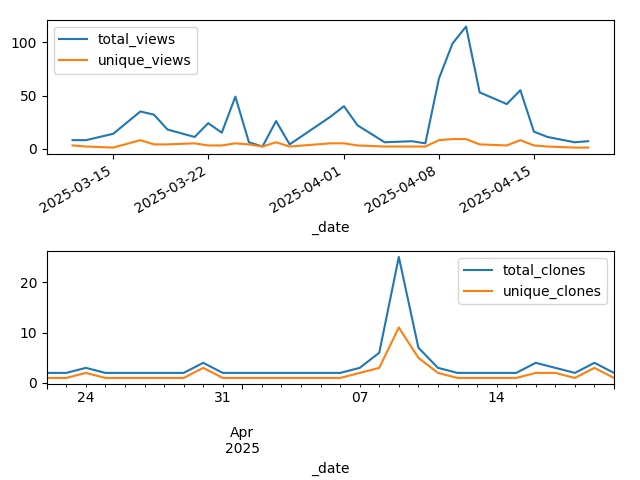 total_views
unique_views
100
50
0
2025-03-15
2025-03-22
2025-04-01
2025-04-08
2025-04-15
_date
total_clones
unique_clones
20
10
0
24
31
07
14
Apr
2025
_date